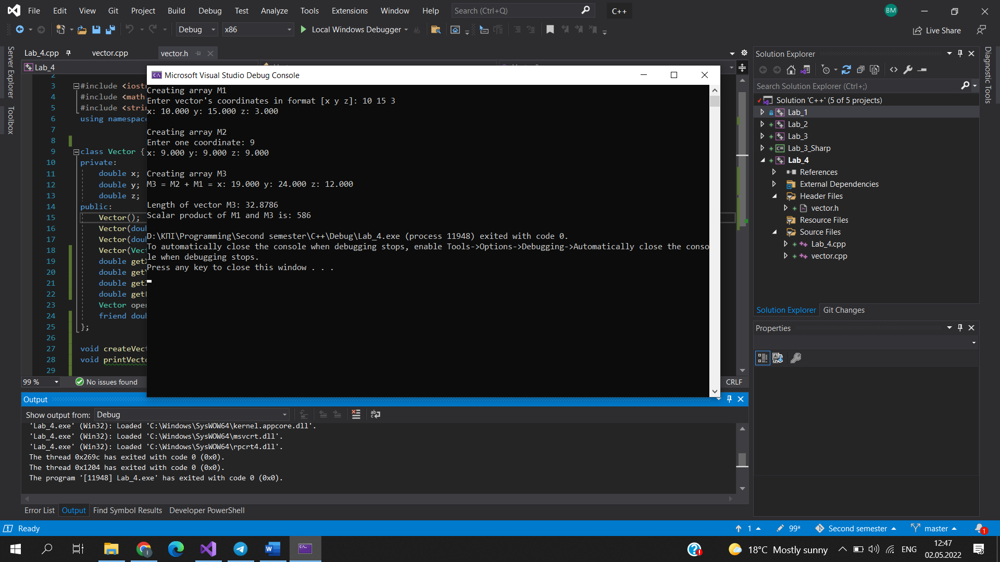 File Edit View Git Project Build Debug Test Analyze Tools Extensions Window Help Search (Ctrl+Q) C++ BM
Debug x86 Local Windows Debugger Live Share
Server Explorer
Toolbox
Lab_4.cpp vector.cpp vector.h
Lab_4
2
3 #include <iost
4 #include <math
5 #include <strin
6 using namespace
7
8
9 class Vector {
10 private:
11 double x;
12 double y;
13 double z;
14 public:
15 Vector();
16 Vector(doub
17 Vector(doub
18 Vector(Vect
19 double get
20 double get
21 double get
22 double get
23 Vector oper
24 friend doub
25 };
26
27 void createVect
28 void printVecto
29
99 % No issues found CRLF
Microsoft Visual Studio Debug Console
Creating array M1
Enter vector's coordinates in format [x y z]: 10 15 3
x: 10.000 y: 15.000 z: 3.000
Creating array M2
Enter one coordinate: 9
x: 9.000 y: 9.000 z: 9.000
Creating array M3
M3 = M2 + M1 = x: 19.000 y: 24.000 z: 12.000
Length of vector M3: 32.8786
Scalar product of M1 and M3 is: 586
D:\КПІ\Programming\Second semester\C++\Debug\Lab_4.exe (process 11948) exited with code 0.
To automatically close the console when debugging stops, enable Tools->Options->Debugging->Automatically close the conso
le when debugging stops.
Press any key to close this window . . .
Output
Show output from: Debug
'Lab_4.exe' (Win32): Loaded 'C:\Windows\SysWOW64\kernel.appcore.dll'.
'Lab_4.exe' (Win32): Loaded 'C:\Windows\SysWOW64\msvcrt.dll'.
'Lab_4.exe' (Win32): Loaded 'C:\Windows\SysWOW64\rpcrt4.dll'.
The thread 0x269c has exited with code 0 (0x0).
The thread 0x1204 has exited with code 0 (0x0).
The program '[11948] Lab_4.exe' has exited with code 0 (0x0).
Error List Output Find Symbol Results Developer PowerShell
Solution Explorer
Search Solution Explorer (Ctrl+;)
Solution 'C++' (5 of 5 projects)
Lab_1
Lab_2
Lab_3
Lab_3_Sharp
Lab_4
References
External Dependencies
Header Files
vector.h
Resource Files
Source Files
Lab_4.cpp
vector.cpp
Solution Explorer Git Changes
Properties
Diagnostic Tools
Ready 1 99* Second semester master 1
18°C Mostly sunny ENG 12:47
02.05.2022